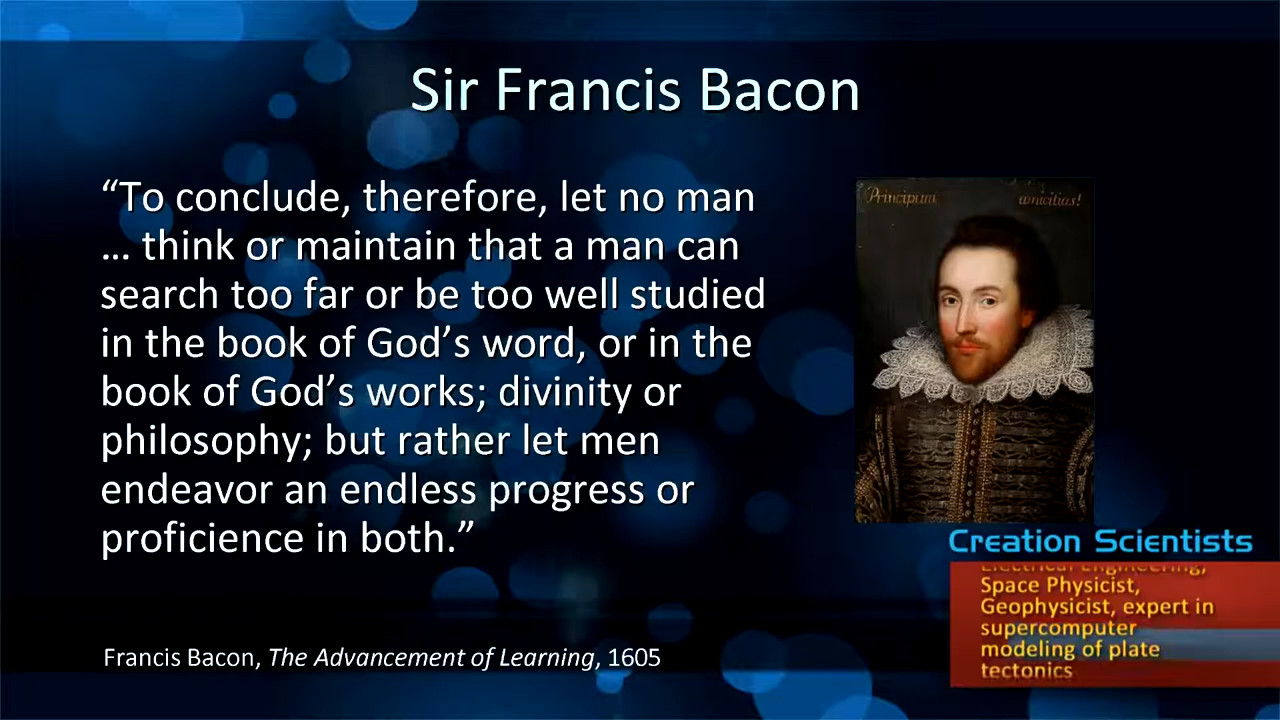 Sir Francis Bacon
“To conclude, therefore, let no man
... think or maintain that a man can
search too far or be too well studied
in the book of God’s word, or in the
book of God’s works; divinity or
philosophy; but rather let men
endeavor an endless progress or
proficience in both.”
Principum amicitias!
Creation Scientists
Electrical Engineering,
Space Physicist,
Geophysicist, expert in
supercomputer
modeling of plate
tectonics
Francis Bacon, The Advancement of Learning, 1605